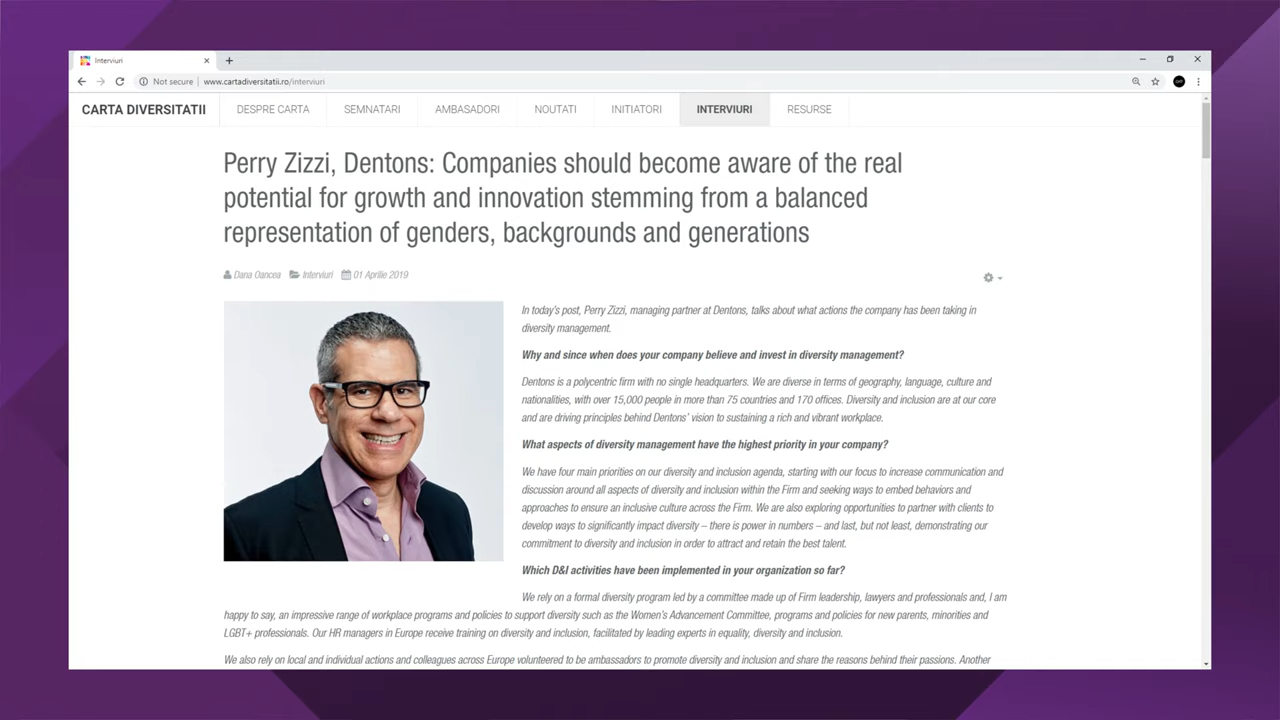 Interviuri
Not secure | www.cartadiversitatii.ro/interviuri
CARTA DIVERSITATII DESPRE CARTA SEMNATARI AMBASADORI NOUTATI INITIATORI INTERVIURI RESURSE
Perry Zizzi, Dentons: Companies should become aware of the real
potential for growth and innovation stemming from a balanced
representation of genders, backgrounds and generations
Dana Oancea Interviuri 01 Aprilie 2019
In today's post, Perry Zizzi, managing partner at Dentons, talks about what actions the company has been taking in
diversity management.
Why and since when does your company believe and invest in diversity management?
Dentons is a polycentric firm with no single headquarters. We are diverse in terms of geography, language, culture and
nationalities, with over 15,000 people in more than 75 countries and 170 offices. Diversity and inclusion are at our core
and are driving principles behind Dentons' vision to sustaining a rich and vibrant workplace.
What aspects of diversity management have the highest priority in your company?
We have four main priorities on our diversity and inclusion agenda, starting with our focus to increase communication and
discussion around all aspects of diversity and inclusion within the Firm and seeking ways to embed behaviors and
approaches to ensure an inclusive culture across the Firm. We are also exploring opportunities to partner with clients to
develop ways to significantly impact diversity – there is power in numbers – and last, but not least, demonstrating our
commitment to diversity and inclusion in order to attract and retain the best talent.
Which D&I activities have been implemented in your organization so far?
We rely on a formal diversity program led by a committee made up of Firm leadership, lawyers and professionals and, I am
happy to say, an impressive range of workplace programs and policies to support diversity such as the Women's Advancement Committee, programs and policies for new parents, minorities and
LGBT+ professionals. Our HR managers in Europe receive training on diversity and inclusion, facilitated by leading experts in equality, diversity and inclusion.
We also rely on local and individual actions and colleagues across Europe volunteered to be ambassadors to promote diversity and inclusion and share the reasons behind their passions. Another